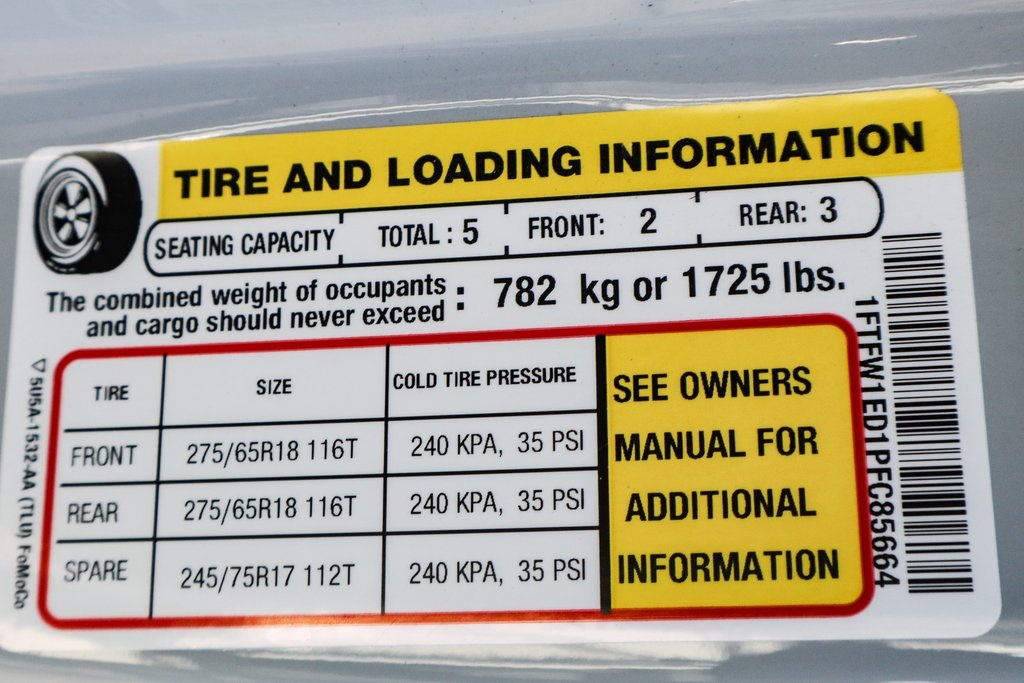 TIRE AND LOADING INFORMATION
SEATING CAPACITY TOTAL : 5 FRONT: 2 REAR: 3
The combined weight of occupants
and cargo should never exceed : 782 kg or 1725 lbs.
TIRE SIZE COLD TIRE PRESSURE
FRONT 275/65R18 116T 240 KPA, 35 PSI
REAR 275/65R18 116T 240 KPA, 35 PSI
SPARE 245/75R17 112T 240 KPA, 35 PSI
SEE OWNERS
MANUAL FOR
ADDITIONAL
INFORMATION
1FTFW1ED1PFC85664
5U5A-1532-AA (TLU) FoMoCo